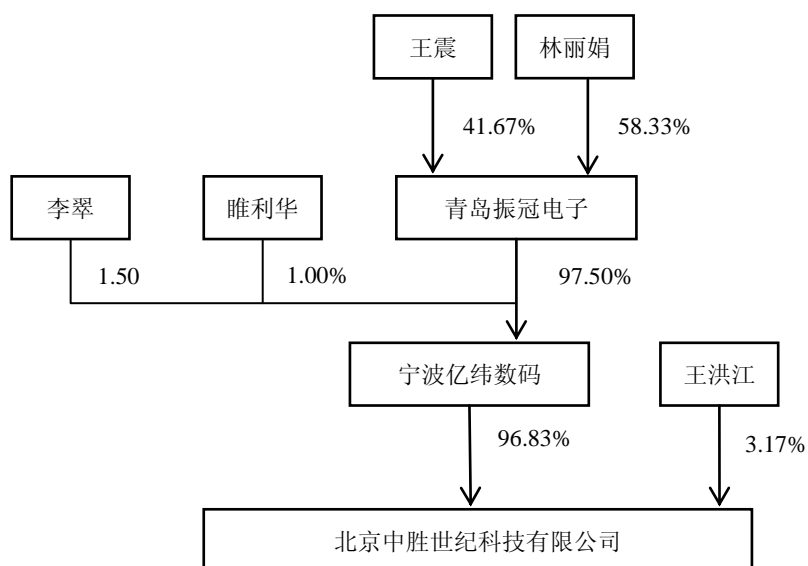 王震
林丽娟
41.67%
58.33%
李翠
睢利华
青岛振冠电子
1.50
1.00%
97.50%
宁波亿纬数码
王洪江
96.83%
3.17%
北京中胜世纪科技有限公司